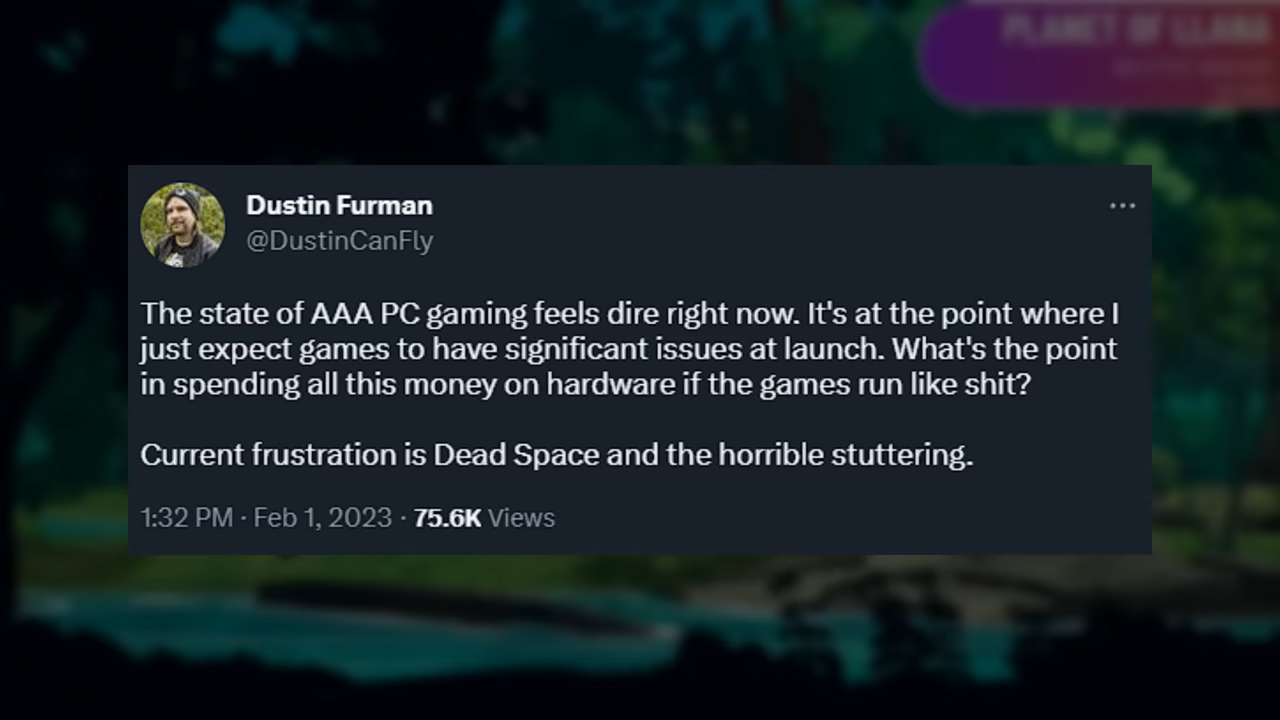 PLANET OF LLANA
Dustin Furman
@DustinCanFly
The state of AAA PC gaming feels dire right now. It's at the point where I
just expect games to have significant issues at launch. What's the point
in spending all this money on hardware if the games run like shit?
Current frustration is Dead Space and the horrible stuttering.
1:32 PM · Feb 1, 2023 · 75.6K Views